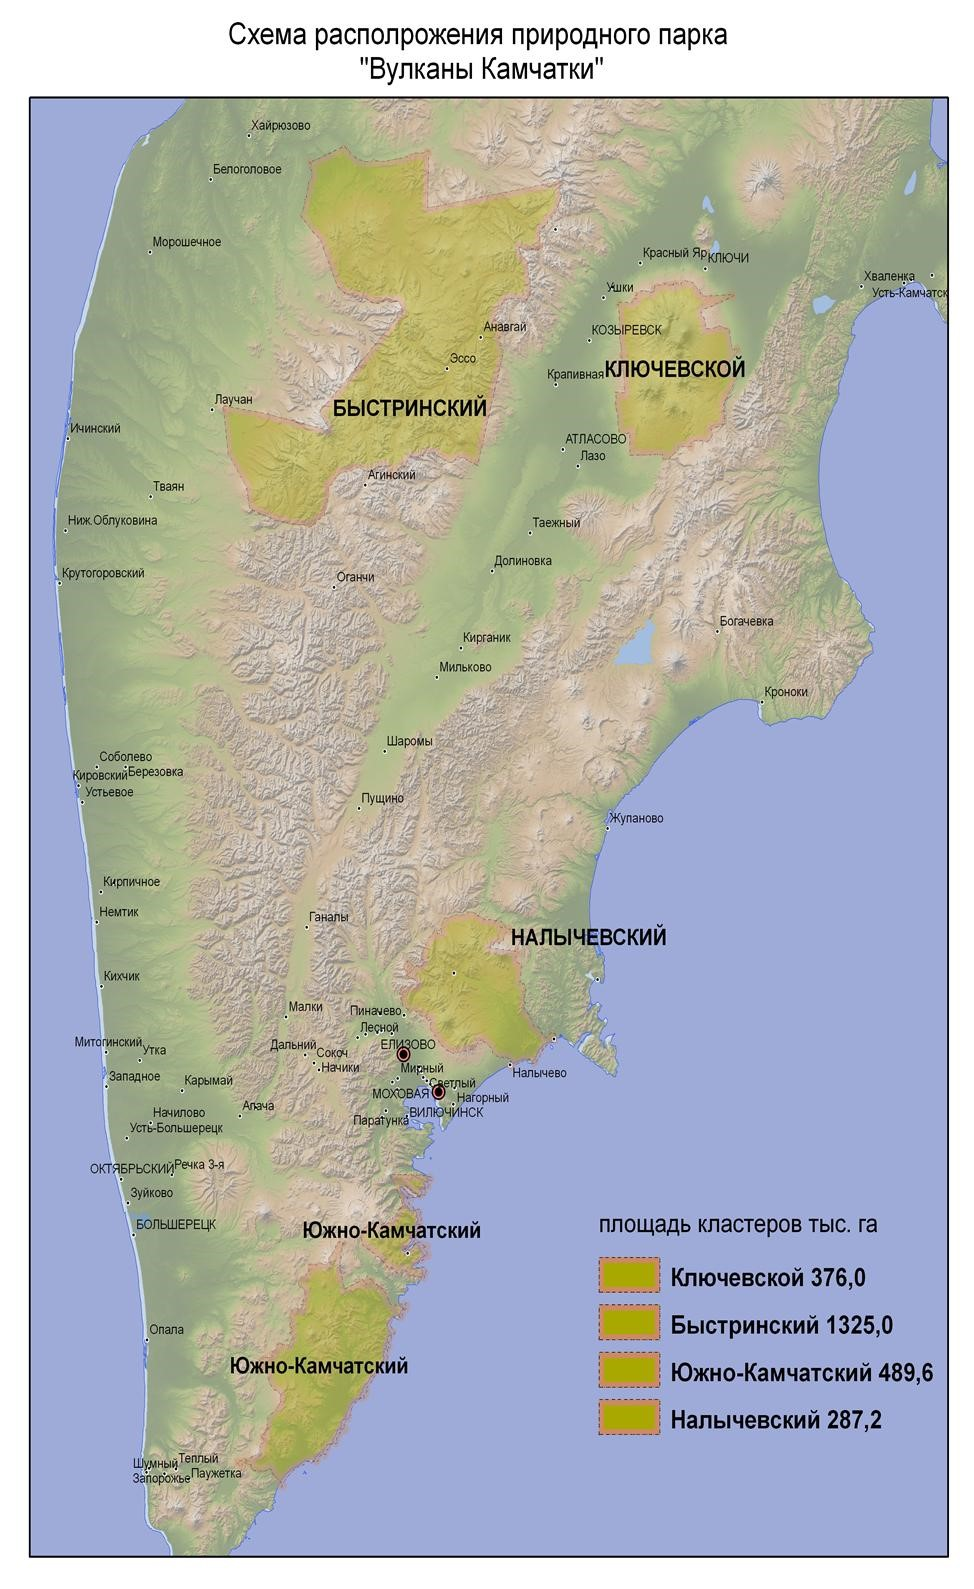 Схема располрожения природного парка
"Вулканы Камчатки"
Хайрюзово
Белоголовое
Морошечное
Красный Яр
КЛЮЧИ
Хваленка
Ушки
Усть-Камчатск
Анавгай
КОЗЫРЕВСК
Эссо
КЛЮЧЕВСКОЙ
Крапивная
Лаучан
БЫСТРИНСКИЙ
Ичинский
АТЛАСОВО
Лазо
Агинский
Тваян
Ниж.Облуковина
Таежный
Долиновка
Крутогоровский
Оганчи
Богачевка
Кирганик
Мильково
Кроноки
Шаромы
Соболево
Березовка
Кировский
Устьевое
Пущино
Жупаново
Кирпичное
Немтик
Ганалы
НАЛЫЧЕВСКИЙ
Кихчик
Малки
Пиначево
Лесной
ЕЛИЗОВО
Митогинский
Утка
Дальний
Сокоч
Начики
Мирный
Налычево
Западное
Карымай
Светлый
МОХОВАЯ
Нагорный
Апача
Начилово
ВИЛЮЧИНСК
Паратунка
Усть-Большерецк
ОКТЯБРЬСКИЙ
Речка 3-я
Зуйково
БОЛЬШЕРЕЦК
Южно-Камчатский
площадь кластеров тыс. га
Ключевской 376,0
Быстринский 1325,0
Опала
Южно-Камчатский
Южно-Камчатский 489,6
Налычевский 287,2
Шумный
Теплый
Запорожье
Паужетка